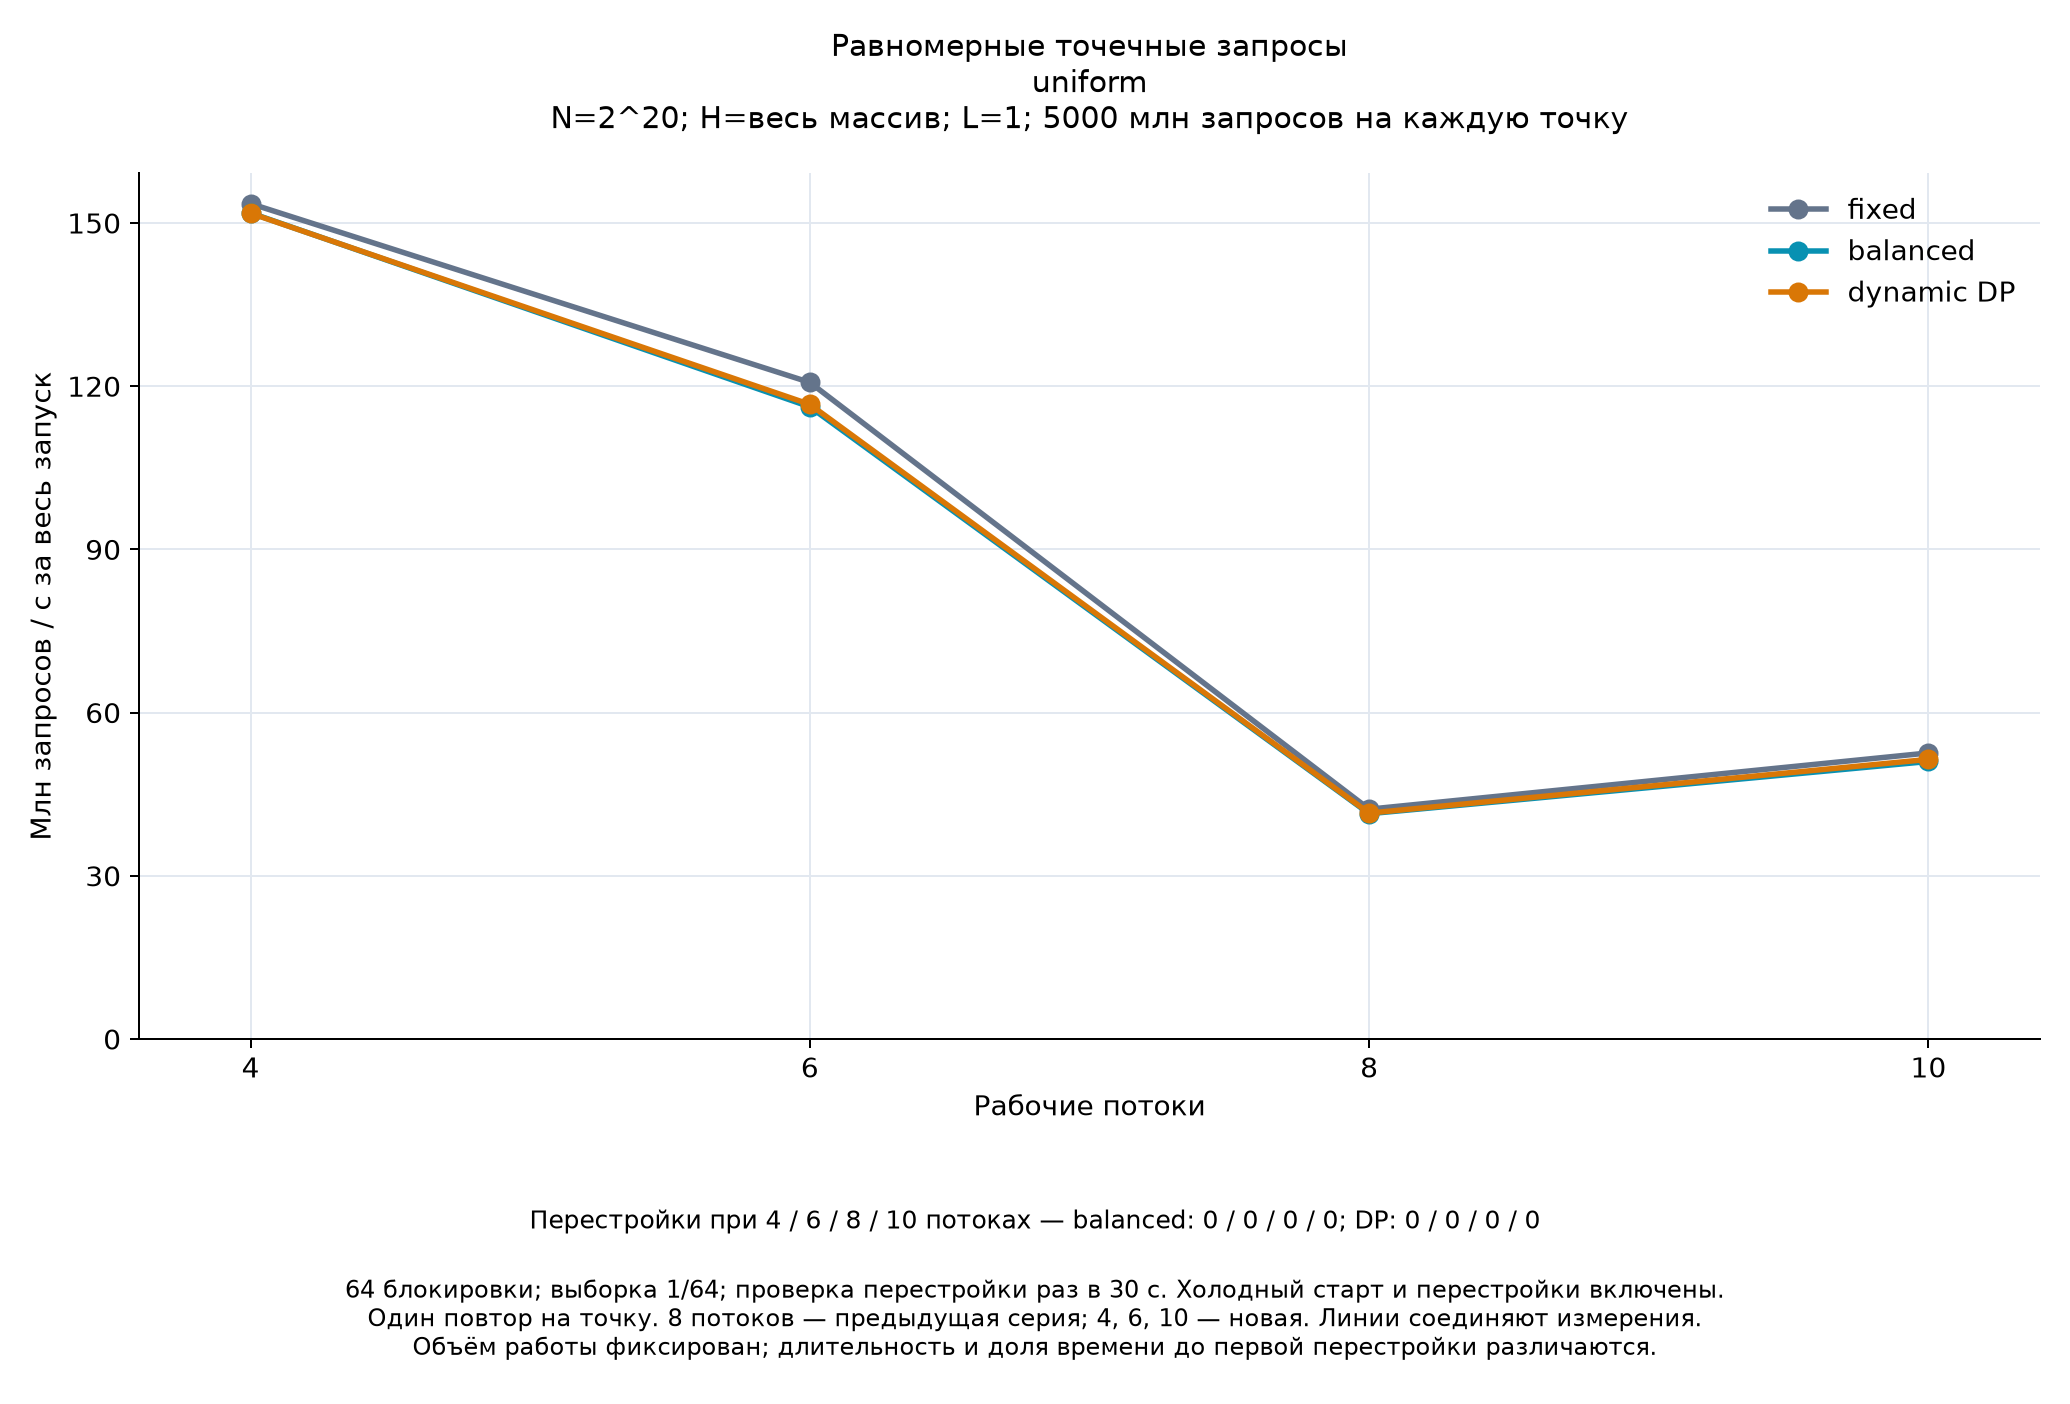 Равномерные точечные запросы
uniform
N=2^20; H=весь массив; L=1; 5000 млн запросов на каждую точку
Млн запросов / с за весь запуск
150
120
90
60
30
0
fixed
balanced
dynamic DP
4
6
8
10
Рабочие потоки
Перестройки при 4 / 6 / 8 / 10 потоках — balanced: 0 / 0 / 0 / 0; DP: 0 / 0 / 0 / 0
64 блокировки; выборка 1/64; проверка перестройки раз в 30 с. Холодный старт и перестройки включены.
Один повтор на точку. 8 потоков — предыдущая серия; 4, 6, 10 — новая. Линии соединяют измерения.
Объём работы фиксирован; длительность и доля времени до первой перестройки различаются.